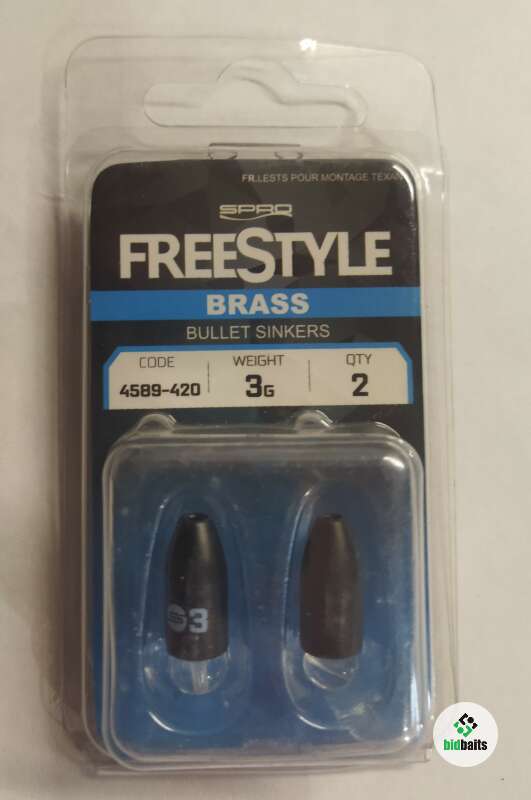 FR.LESTS POUR MONTAGE TEXAN
SPRO
FREESTYLE
BRASS
BULLET SINKERS
CODE WEIGHT QTY
4589-420 3G 2
S3
bidbaits